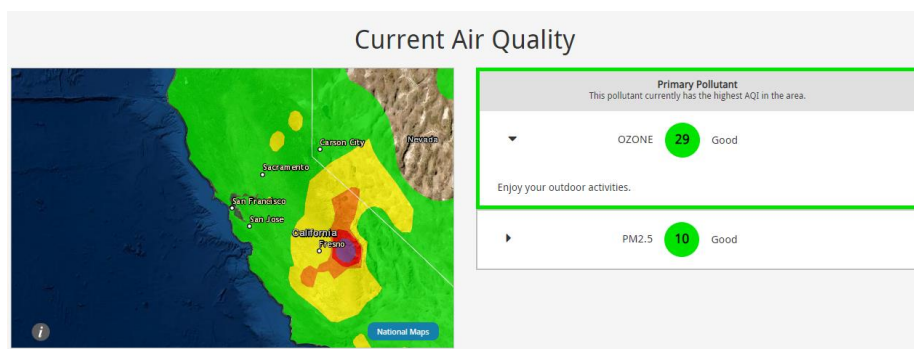 Current Air Quality
Carson City
Nevada
Sacramento
San Francisco
San Jose
California
Fresno
i
National Maps
Primary Pollutant
This pollutant currently has the highest AQI in the area.
OZONE 29 Good
Enjoy your outdoor activities.
PM2.5 10 Good